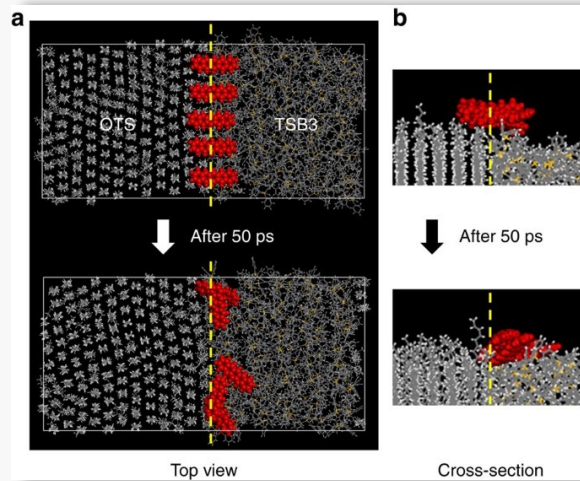 a
b
OTS
TSB3
After 50 ps
After 50 ps
Top view
Cross-section